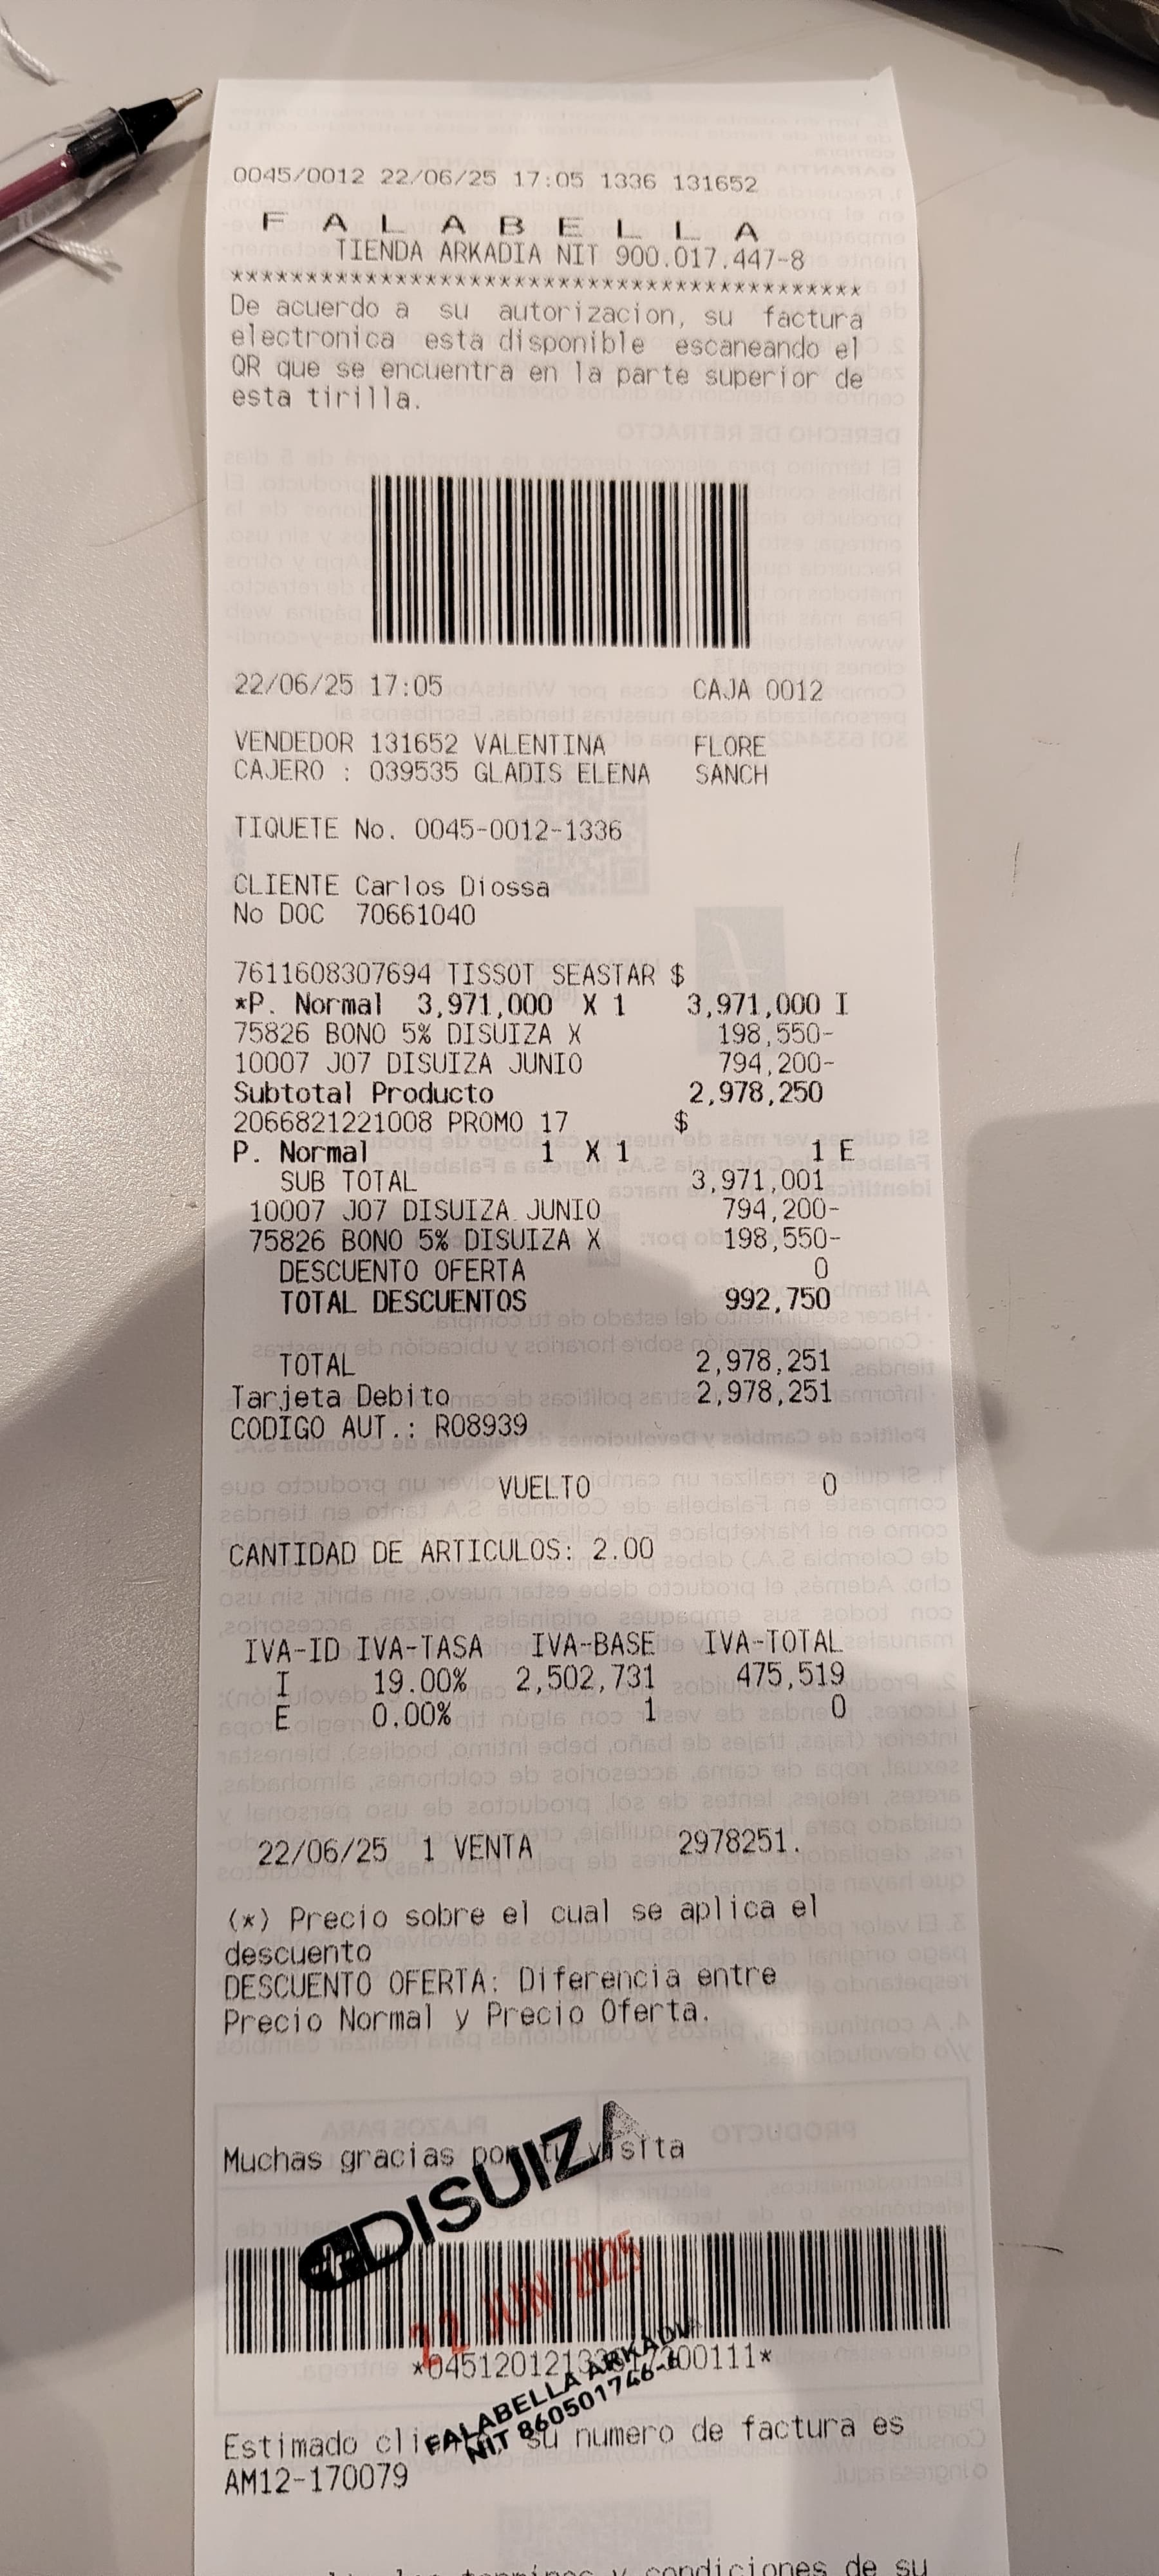 0045/0012 22/06/25 17:05 1336 131652
F A L A B E L L A
TIENDA ARKADIA NIT 900.017.447-8
******************************************
De acuerdo a su autorizacion, su factura
electronica esta disponible escaneando el
QR que se encuentra en la parte superior de
esta tirilla.
22/06/25 17:05 CAJA 0012
VENDEDOR 131652 VALENTINA FLORE
CAJERO : 039535 GLADIS ELENA SANCH
TIQUETE No. 0045-0012-1336
CLIENTE Carlos Diossa
No DOC 70661040
7611608307694 TISSOT SEASTAR $
*P. Normal 3,971,000 X 1 3,971,000 I
75826 BONO 5% DISUIZA X 198,550-
10007 J07 DISUIZA JUNIO 794,200-
Subtotal Producto 2,978,250
2066821221008 PROMO 17 $
P. Normal 1 X 1 1 E
SUB TOTAL 3,971,001
10007 J07 DISUIZA JUNIO 794,200-
75826 BONO 5% DISUIZA X 198,550-
DESCUENTO OFERTA 0
TOTAL DESCUENTOS 992,750
TOTAL 2,978,251
Tarjeta Debito 2,978,251
CODIGO AUT.: R08939
VUELTO 0
CANTIDAD DE ARTICULOS: 2.00
IVA-ID IVA-TASA IVA-BASE IVA-TOTAL
I 19.00% 2,502,731 475,519
E 0.00% 1 0
22/06/25 1 VENTA 2978251.
(*) Precio sobre el cual se aplica el
descuento
DESCUENTO OFERTA: Diferencia entre
Precio Normal y Precio Oferta.
Muchas gracias por tu visita
DISUIZA
22 JUN 2025
FALABELLA ARKADIA
NIT 860501746-6
Estimado cliente su numero de factura es
AM12-170079
terminos y condiciones de su